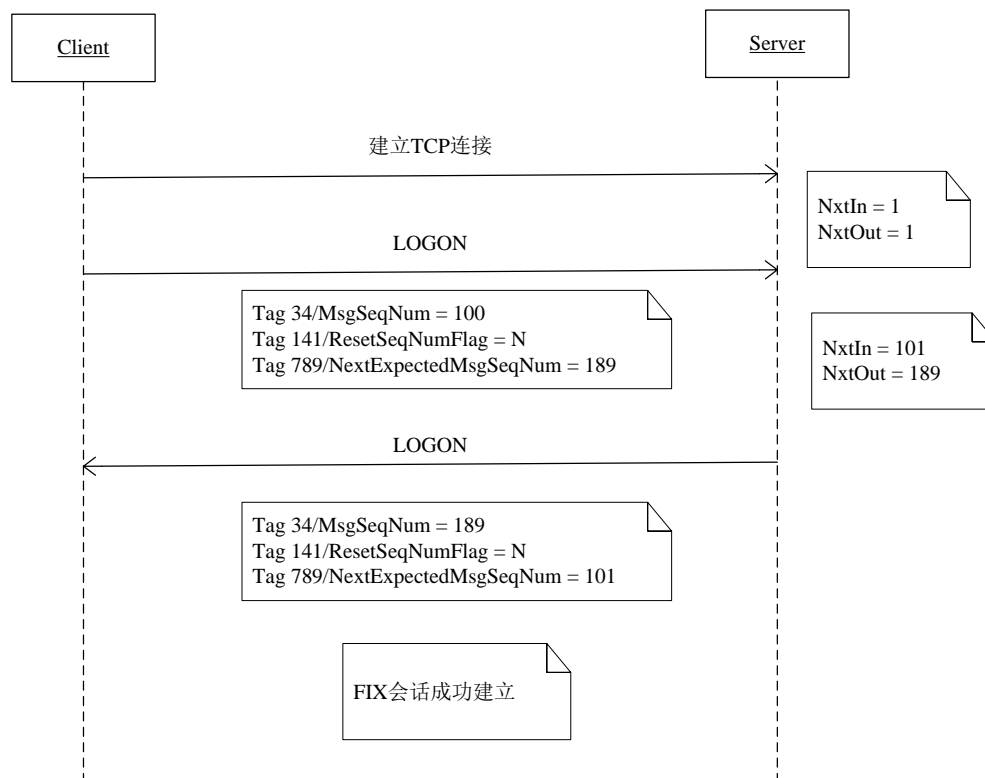 Client
Server
建立TCP连接
NxtIn = 1
NxtOut = 1
LOGON
Tag 34/MsgSeqNum = 100
Tag 141/ResetSeqNumFlag = N
Tag 789/NextExpectedMsgSeqNum = 189
NxtIn = 101
NxtOut = 189
LOGON
Tag 34/MsgSeqNum = 189
Tag 141/ResetSeqNumFlag = N
Tag 789/NextExpectedMsgSeqNum = 101
FIX会话成功建立